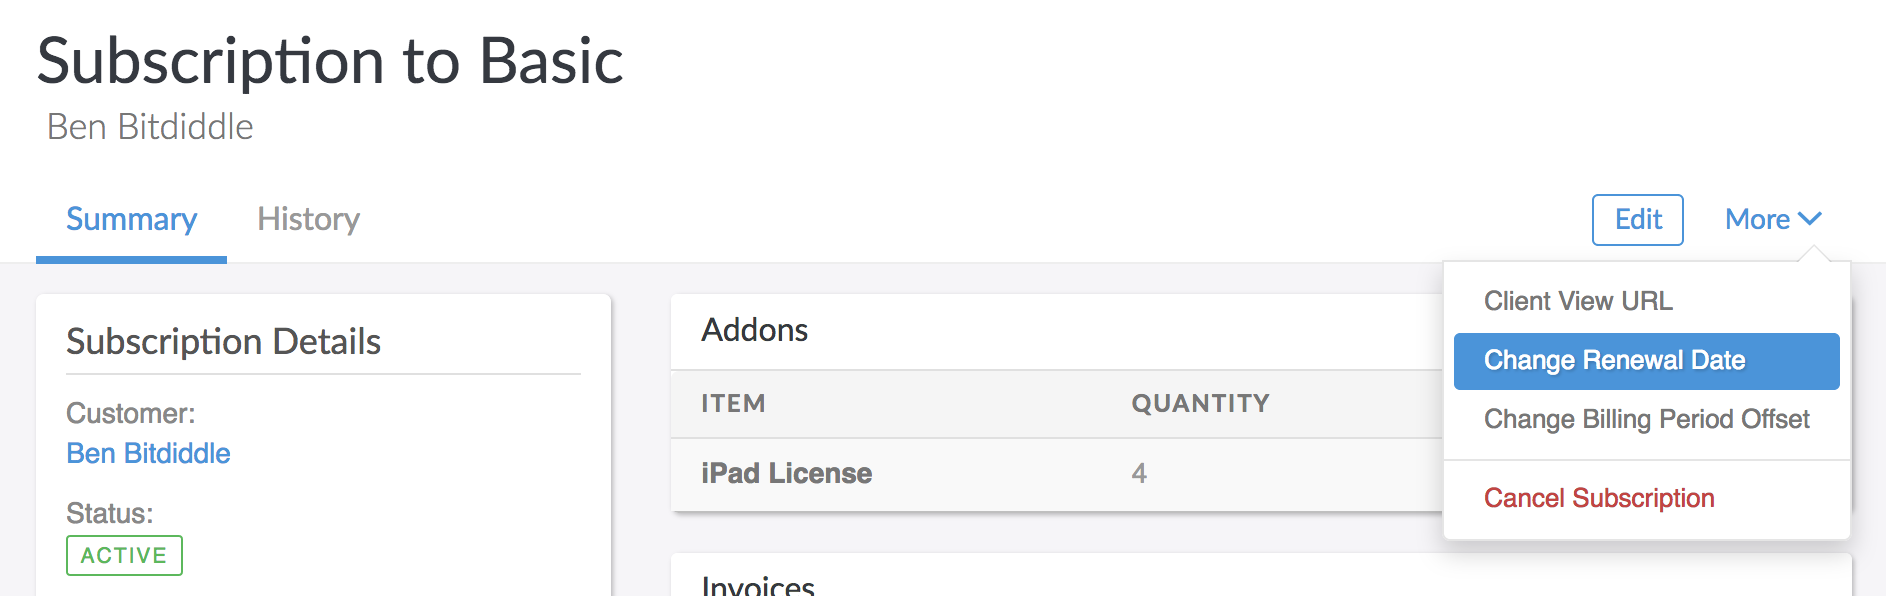 Subscription to Basic
Ben Bitdiddle
Summary History Edit More
Client View URL
Change Renewal Date
Change Billing Period Offset
Cancel Subscription
Subscription Details
Customer:
Ben Bitdiddle
Status:
ACTIVE
Addons
ITEM QUANTITY
iPad License 4
Invoices